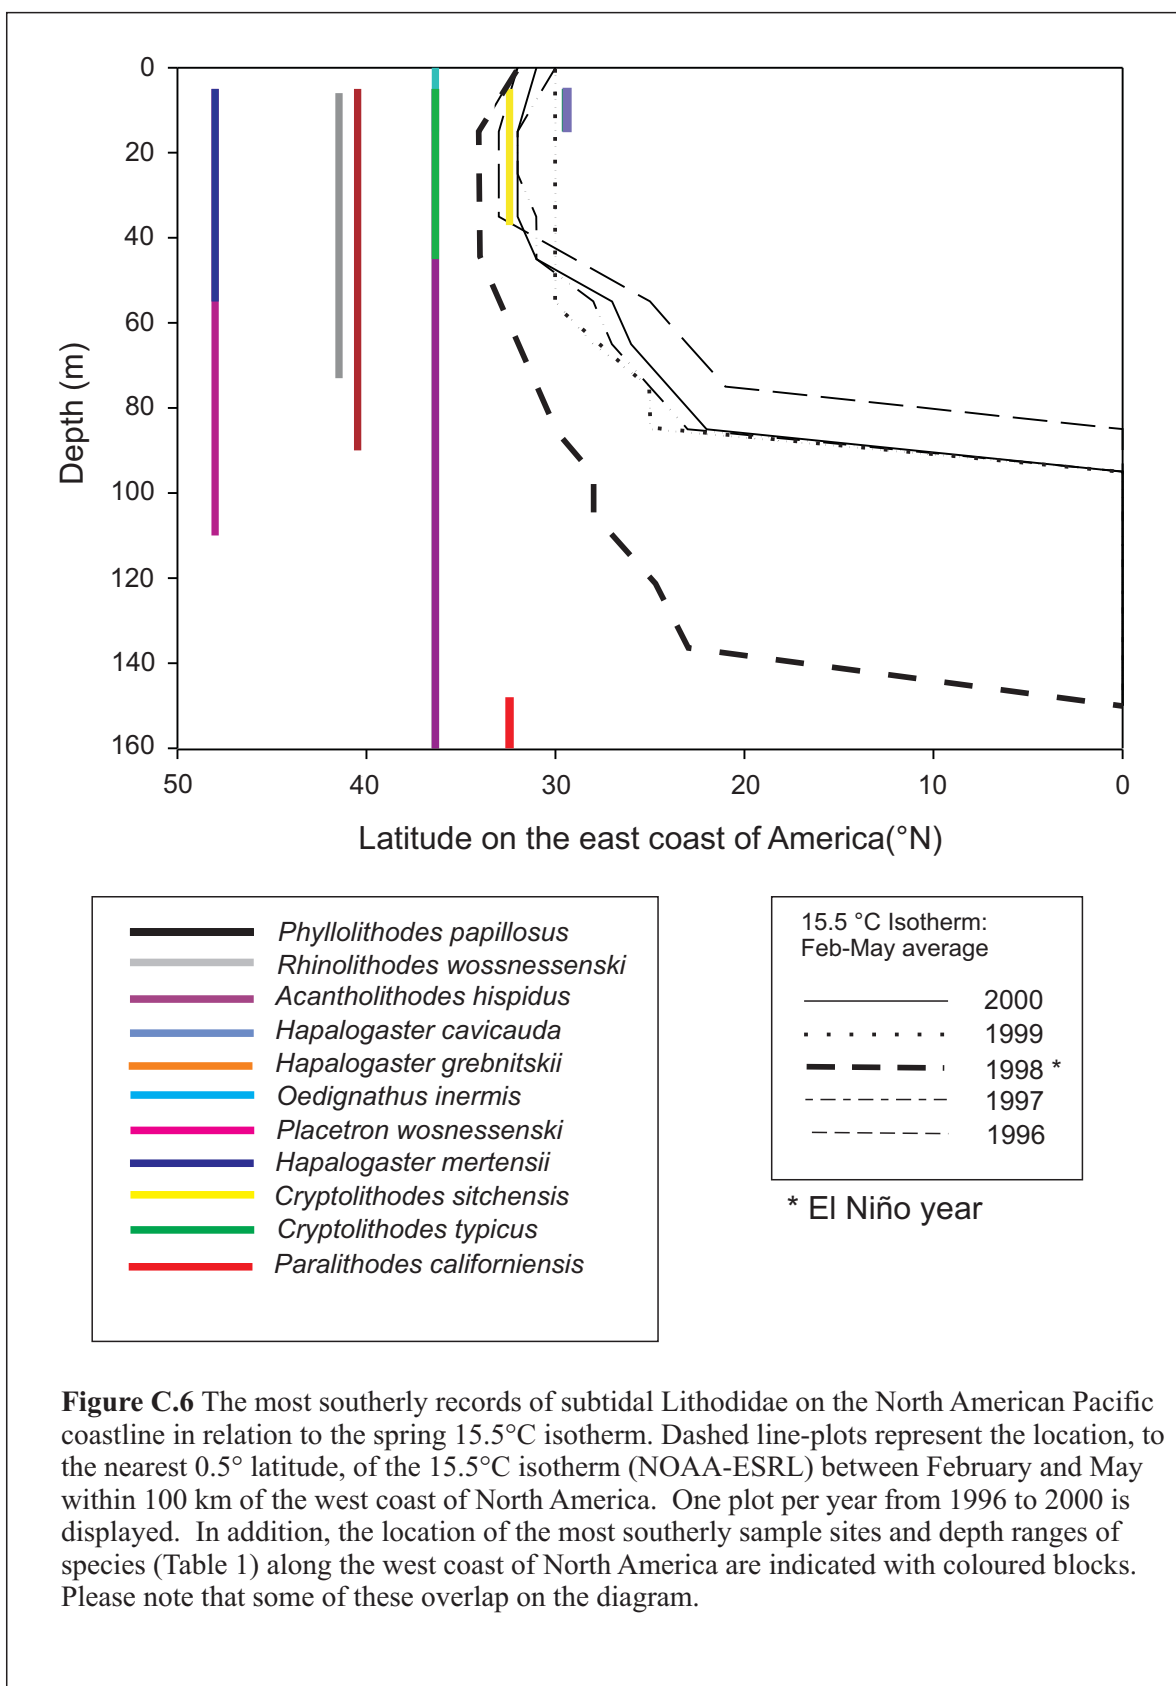 0
20
40
60
80
100
120
140
160
Depth (m)
50
40
30
20
10
0
Latitude on the east coast of America(°N)
Phyllolithodes papillosus
Rhinolithodes wossnessenski
Acantholithodes hispidus
Hapalogaster cavicauda
Hapalogaster grebnitskii
Oedignathus inermis
Placetron wosnessenski
Hapalogaster mertensii
Cryptolithodes sitchensis
Cryptolithodes typicus
Paralithodes californiensis
15.5 °C Isotherm:
Feb-May average
2000
1999
1998 *
1997
1996
* El Niño year
Figure C.6 The most southerly records of subtidal Lithodidae on the North American Pacific
coastline in relation to the spring 15.5°C isotherm. Dashed line-plots represent the location, to
the nearest 0.5° latitude, of the 15.5°C isotherm (NOAA-ESRL) between February and May
within 100 km of the west coast of North America. One plot per year from 1996 to 2000 is
displayed. In addition, the location of the most southerly sample sites and depth ranges of
species (Table 1) along the west coast of North America are indicated with coloured blocks.
Please note that some of these overlap on the diagram.